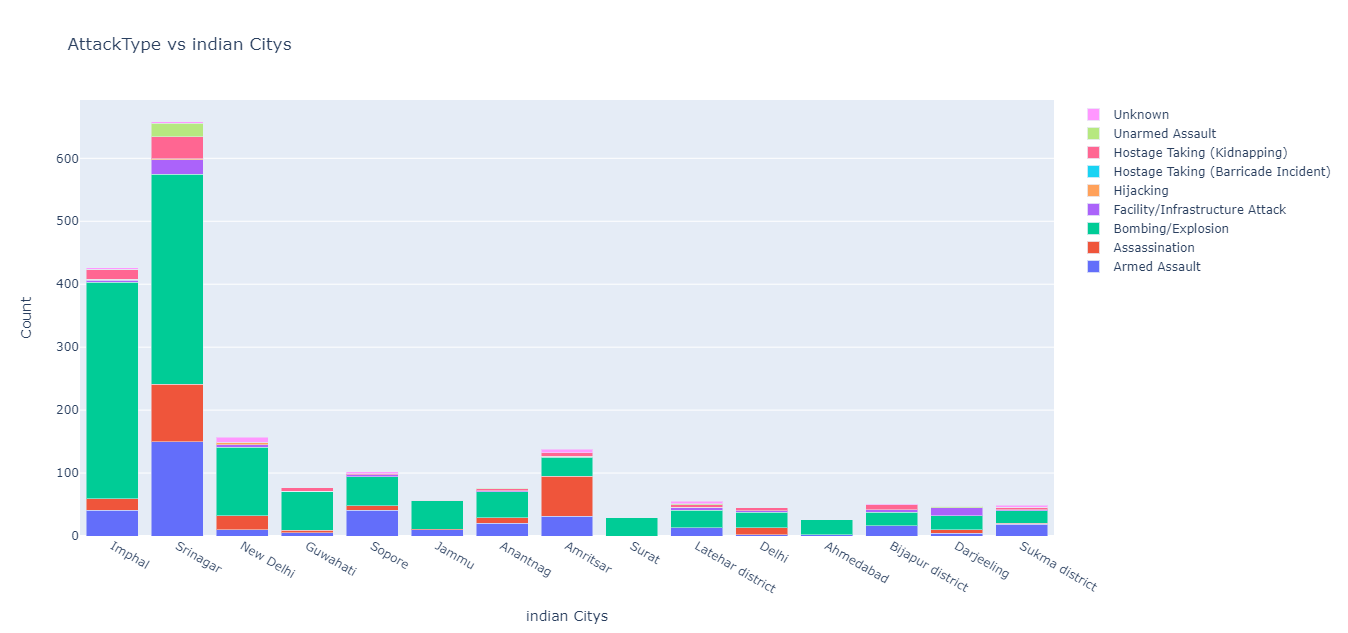 AttackType vs indian Citys
Unknown
Unarmed Assault
Hostage Taking (Kidnapping)
Hostage Taking (Barricade Incident)
Hijacking
Facility/Infrastructure Attack
Bombing/Explosion
Assassination
Armed Assault
Count
600
500
400
300
200
100
0
Imphal
Srinagar
New Delhi
Guwahati
Sopore
Jammu
Anantnag
Amritsar
Surat
Latehar district
Delhi
Ahmedabad
Bijapur district
Darjeeling
Sukma district
indian Citys